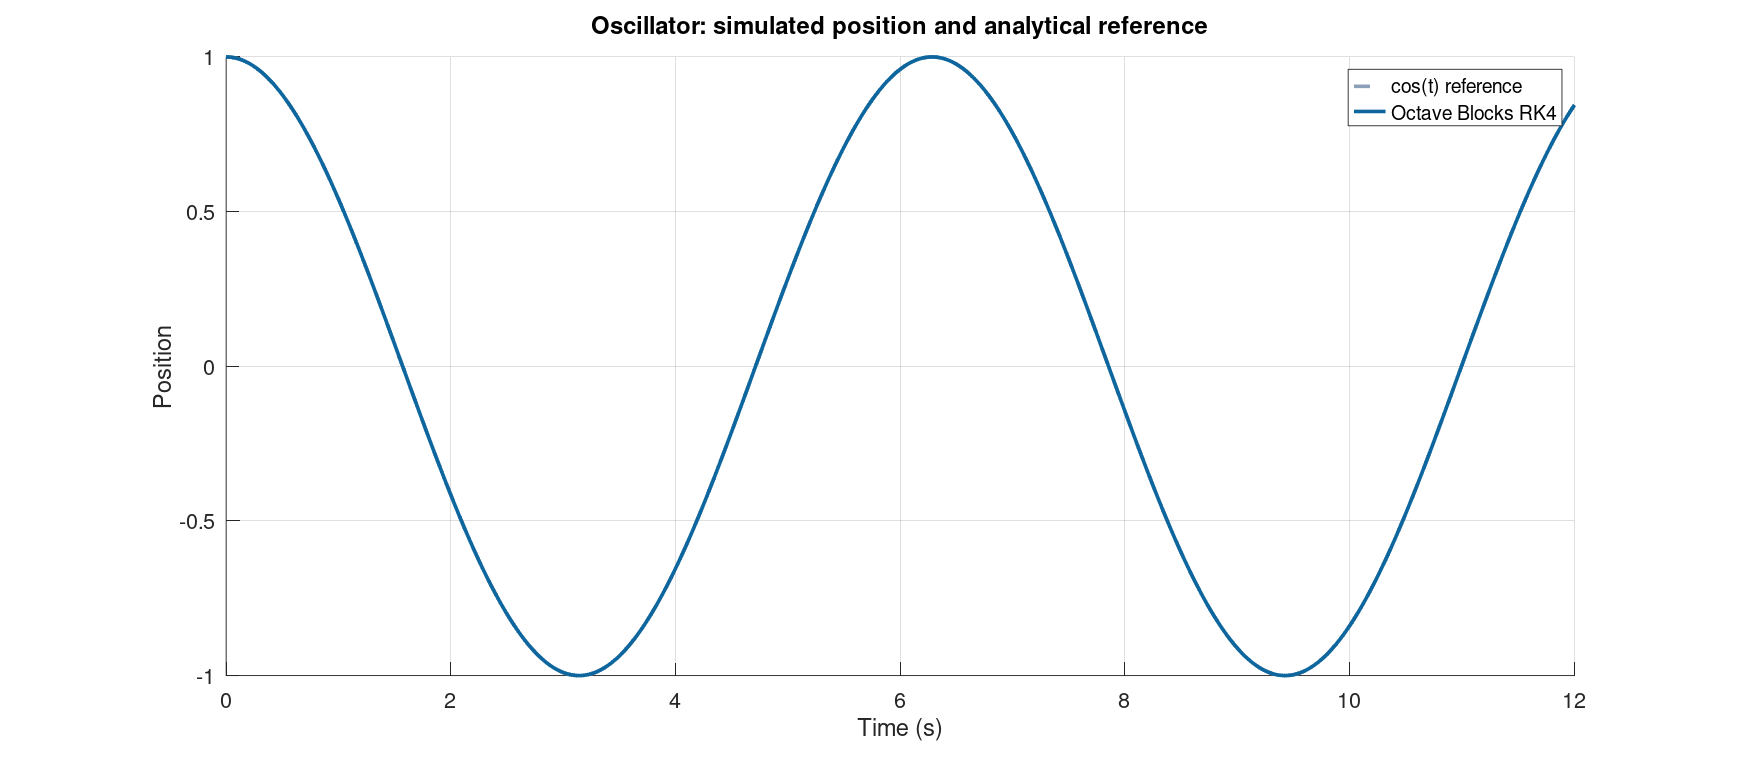 Oscillator: simulated position and analytical reference
1
0.5
0
-0.5
-1
Position
cos(t) reference
Octave Blocks RK4
0 2 4 6 8 10 12
Time (s)